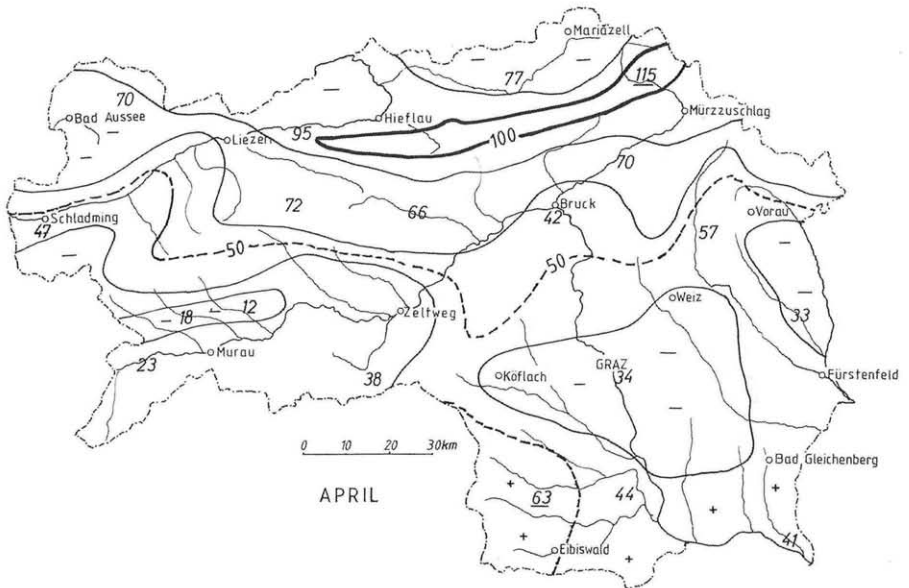 Mariazell
77
115
70
Bad Aussee
Hieflau
Mürzzuschlag
95
100
Liezen
70
72
66
Bruck
42
Vorau
Schladming
47
50
50
57
Weiz
12
18
Zeltweg
33
Murau
23
38
Köflach
GRAZ
34
Fürstenfeld
0 10 20 30km
Bad Gleichenberg
APRIL
63
44
41
Eibiswald